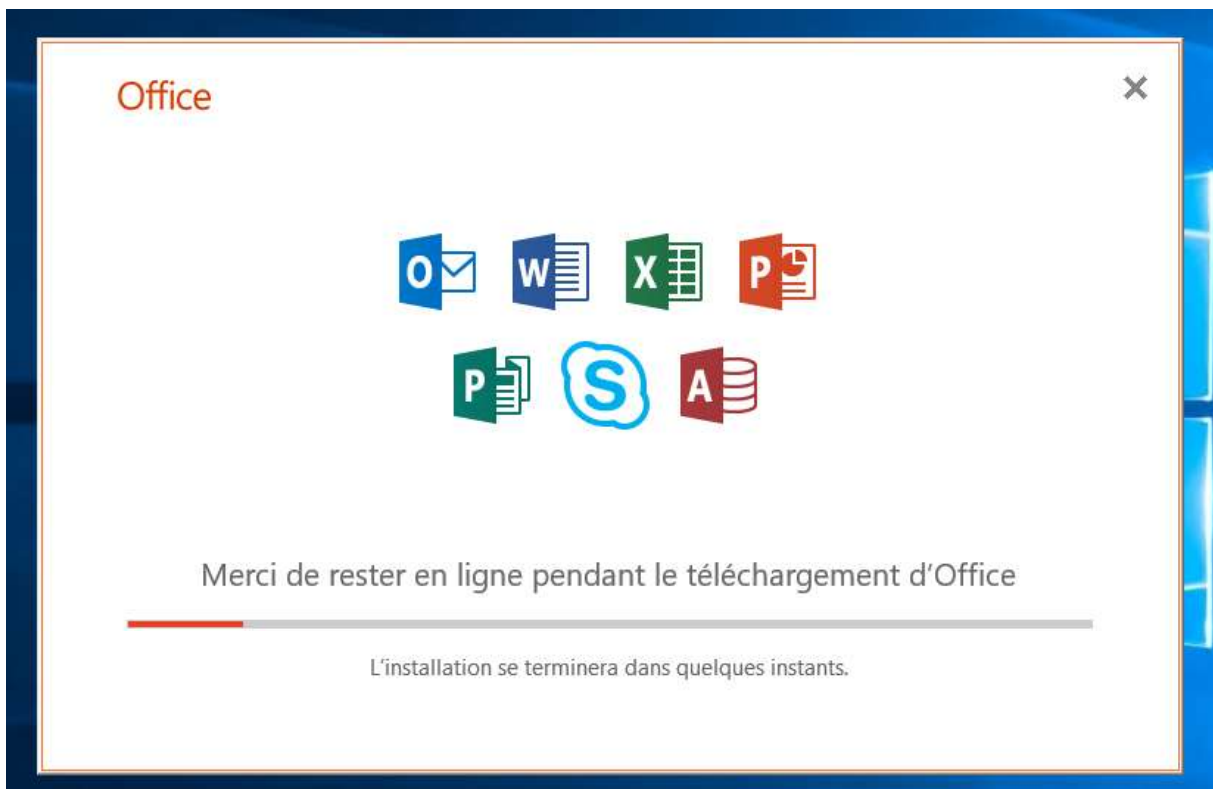 Office
O W X P
P S A
Merci de rester en ligne pendant le téléchargement d’Office
L’installation se terminera dans quelques instants.